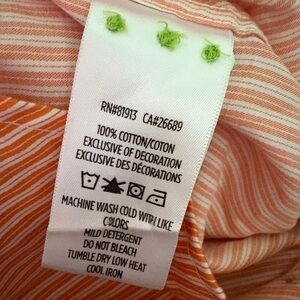 RN#81913 CA#26689
100% COTTON/COTON
EXCLUSIVE OF DECORATION
EXCLUSIVE DES DÉCORATIONS
MACHINE WASH COLD WITH LIKE
COLORS
MILD DETERGENT
DO NOT BLEACH
TUMBLE DRY LOW HEAT
COOL IRON